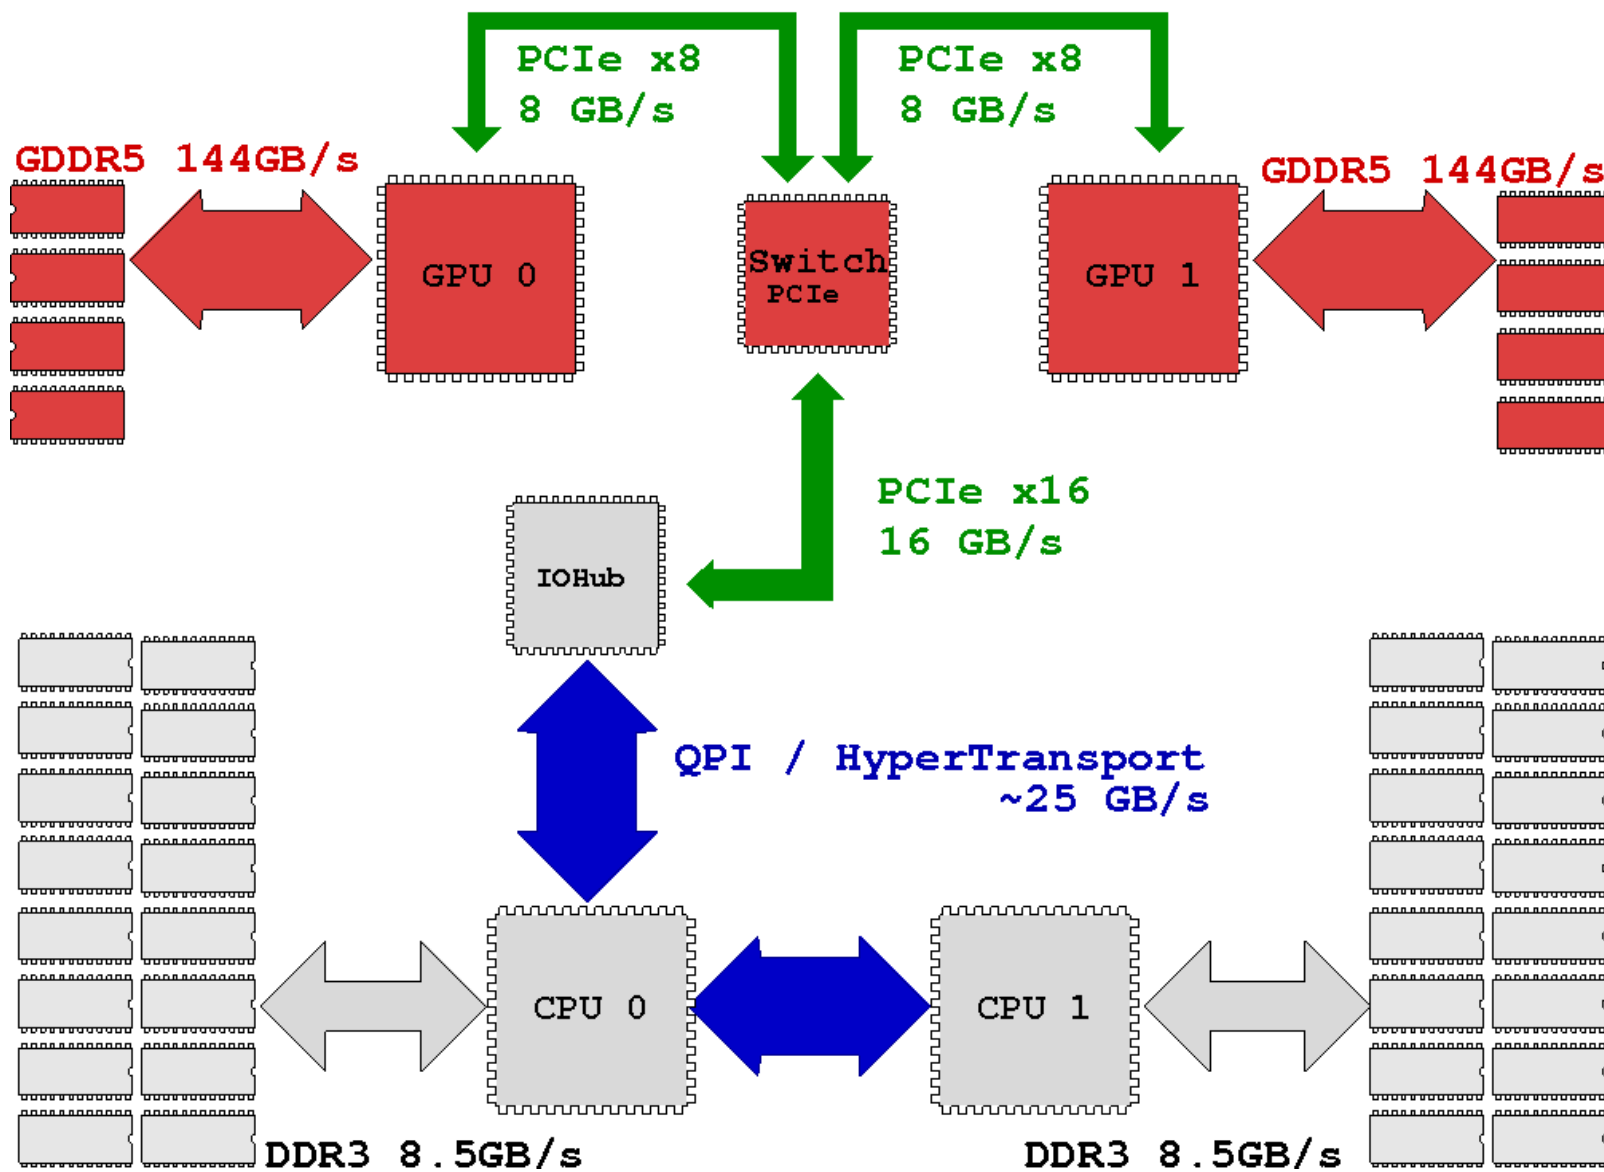 PCIe x8
8 GB/s
PCIe x8
8 GB/s
GDDR5 144GB/s
GDDR5 144GB/s
GPU 0
Switch
PCIe
GPU 1
PCIe x16
16 GB/s
IOHub
QPI / HyperTransport
~25 GB/s
CPU 0
CPU 1
DDR3 8.5GB/s
DDR3 8.5GB/s